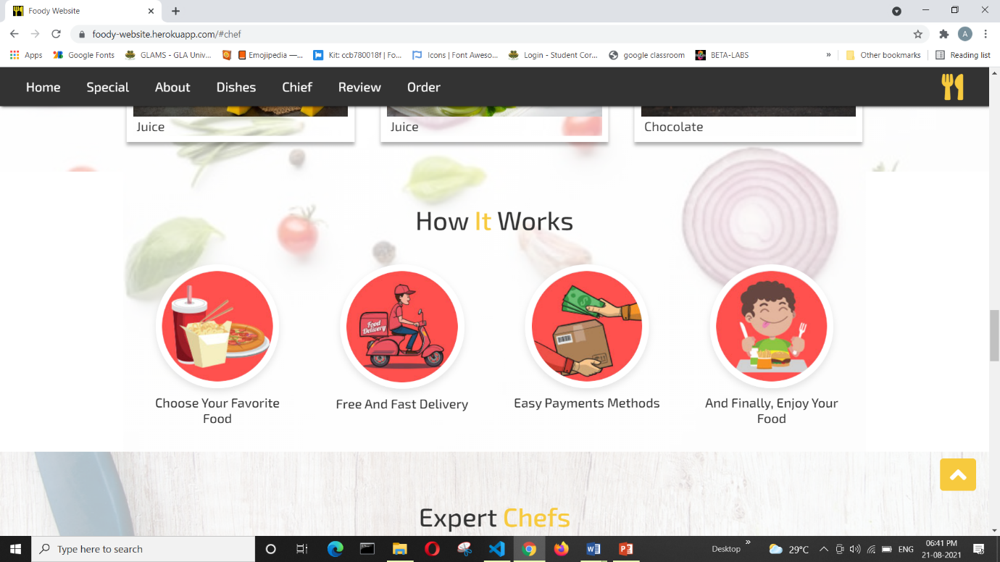 Foody Website
foody-website.herokuapp.com/#chef
A
Apps Google Fonts GLAMS - GLA Univ... Emojipedia —... Kit: ccb780018f | Fo... Icons | Font Aweso... Login - Student Cor... google classroom BETA-LABS » Other bookmarks Reading list
Home Special About Dishes Chief Review Order
Juice Juice Chocolate
How It Works
Food
Delivery
Choose Your Favorite
Food
Free And Fast Delivery
Easy Payments Methods
And Finally, Enjoy Your
Food
Expert Chefs
Type here to search
Desktop » 29°C ENG 06:41 PM
21-08-2021